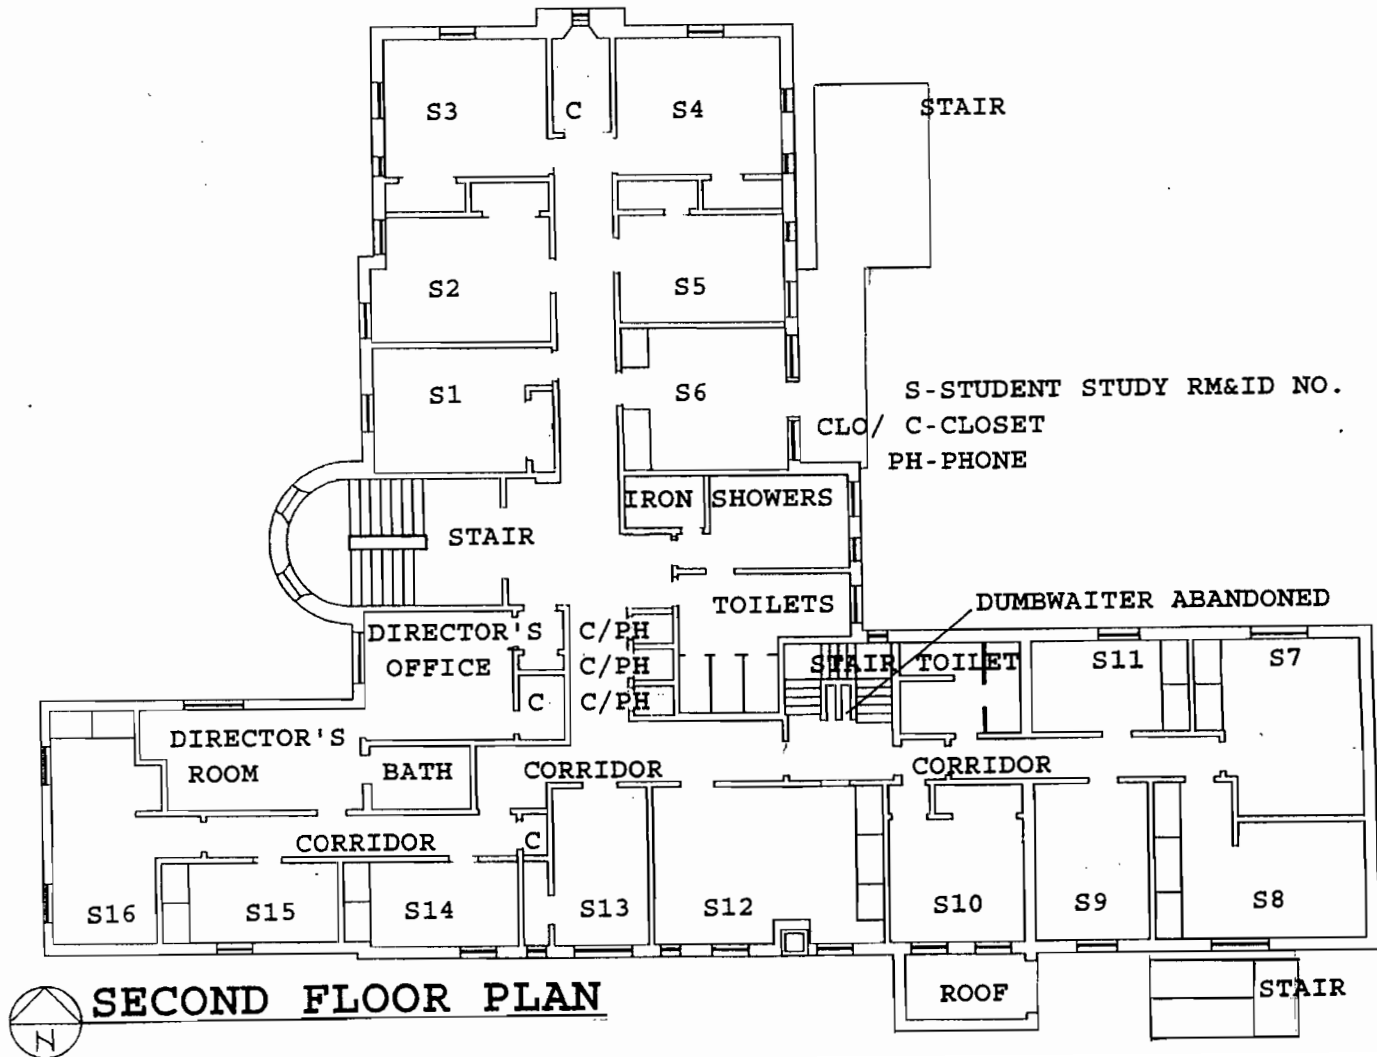 STAIR
S3
C
S4
S2
S5
S1
S6
S-STUDENT STUDY RM&ID NO.
CLO/ C-CLOSET
PH-PHONE
IRON
SHOWERS
STAIR
TOILETS
DUMBWAITER ABANDONED
DIRECTOR'S
OFFICE
C/PH
C/PH
C/PH
C
STAIR
TOILET
S11
S7
DIRECTOR'S
ROOM
BATH
CORRIDOR
CORRIDOR
CORRIDOR
C
S16
S15
S14
S13
S12
S10
S9
S8
ROOF
STAIR
N
SECOND FLOOR PLAN